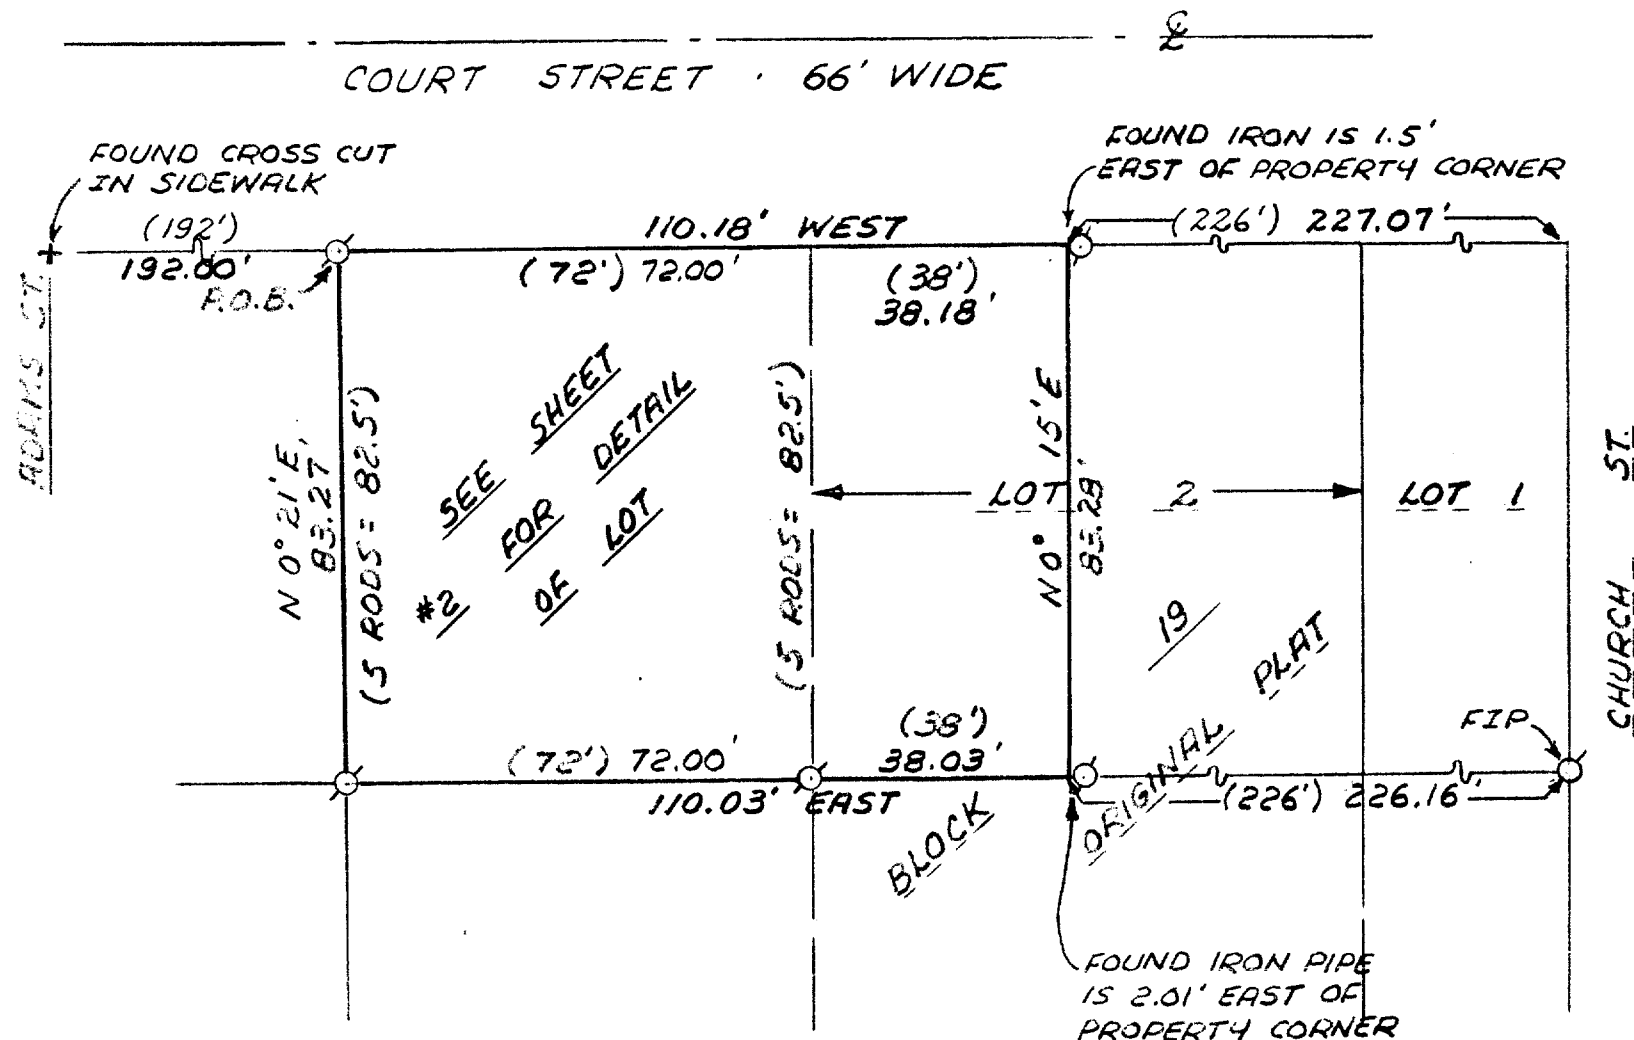 ℄
COURT STREET · 66' WIDE
FOUND CROSS CUT
IN SIDEWALK
FOUND IRON IS 1.5'
EAST OF PROPERTY CORNER
(192')
192.00'
P.O.B.
110.18' WEST
(72') 72.00'
(38')
38.18'
(226') 227.07'
ADAMS ST.
N 0° 21' E,
83.27'
(5 RODS = 82.5')
SEE SHEET
#2 FOR DETAIL
OF LOT
(5 RODS = 82.5')
N 0° 15' E
83.28'
LOT 2
LOT 1
CHURCH ST.
19
BLOCK
ORIGINAL PLAT
FIP
(72') 72.00'
(38')
38.03'
110.03' EAST
(226') 226.16'
FOUND IRON PIPE
IS 2.01' EAST OF
PROPERTY CORNER